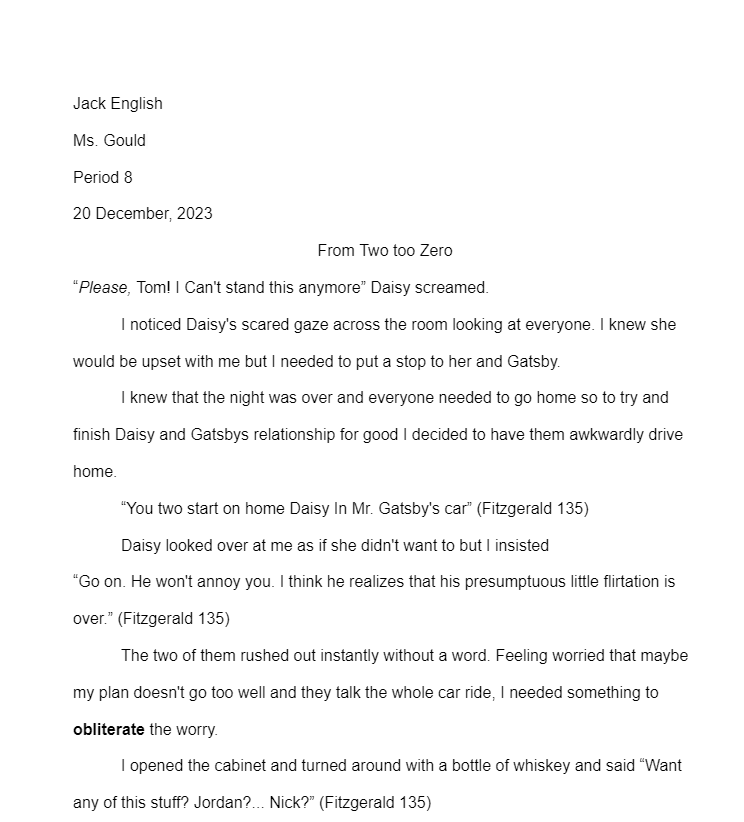 Jack English
Ms. Gould
Period 8
20 December, 2023
From Two too Zero
“Please, Tom! I Can't stand this anymore” Daisy screamed.
I noticed Daisy's scared gaze across the room looking at everyone. I knew she
would be upset with me but I needed to put a stop to her and Gatsby.
I knew that the night was over and everyone needed to go home so to try and
finish Daisy and Gatsbys relationship for good I decided to have them awkwardly drive
home.
“You two start on home Daisy In Mr. Gatsby's car” (Fitzgerald 135)
Daisy looked over at me as if she didn't want to but I insisted
“Go on. He won't annoy you. I think he realizes that his presumptuous little flirtation is
over.” (Fitzgerald 135)
The two of them rushed out instantly without a word. Feeling worried that maybe
my plan doesn't go too well and they talk the whole car ride, I needed something to
obliterate the worry.
I opened the cabinet and turned around with a bottle of whiskey and said “Want
any of this stuff? Jordan?... Nick?” (Fitzgerald 135)